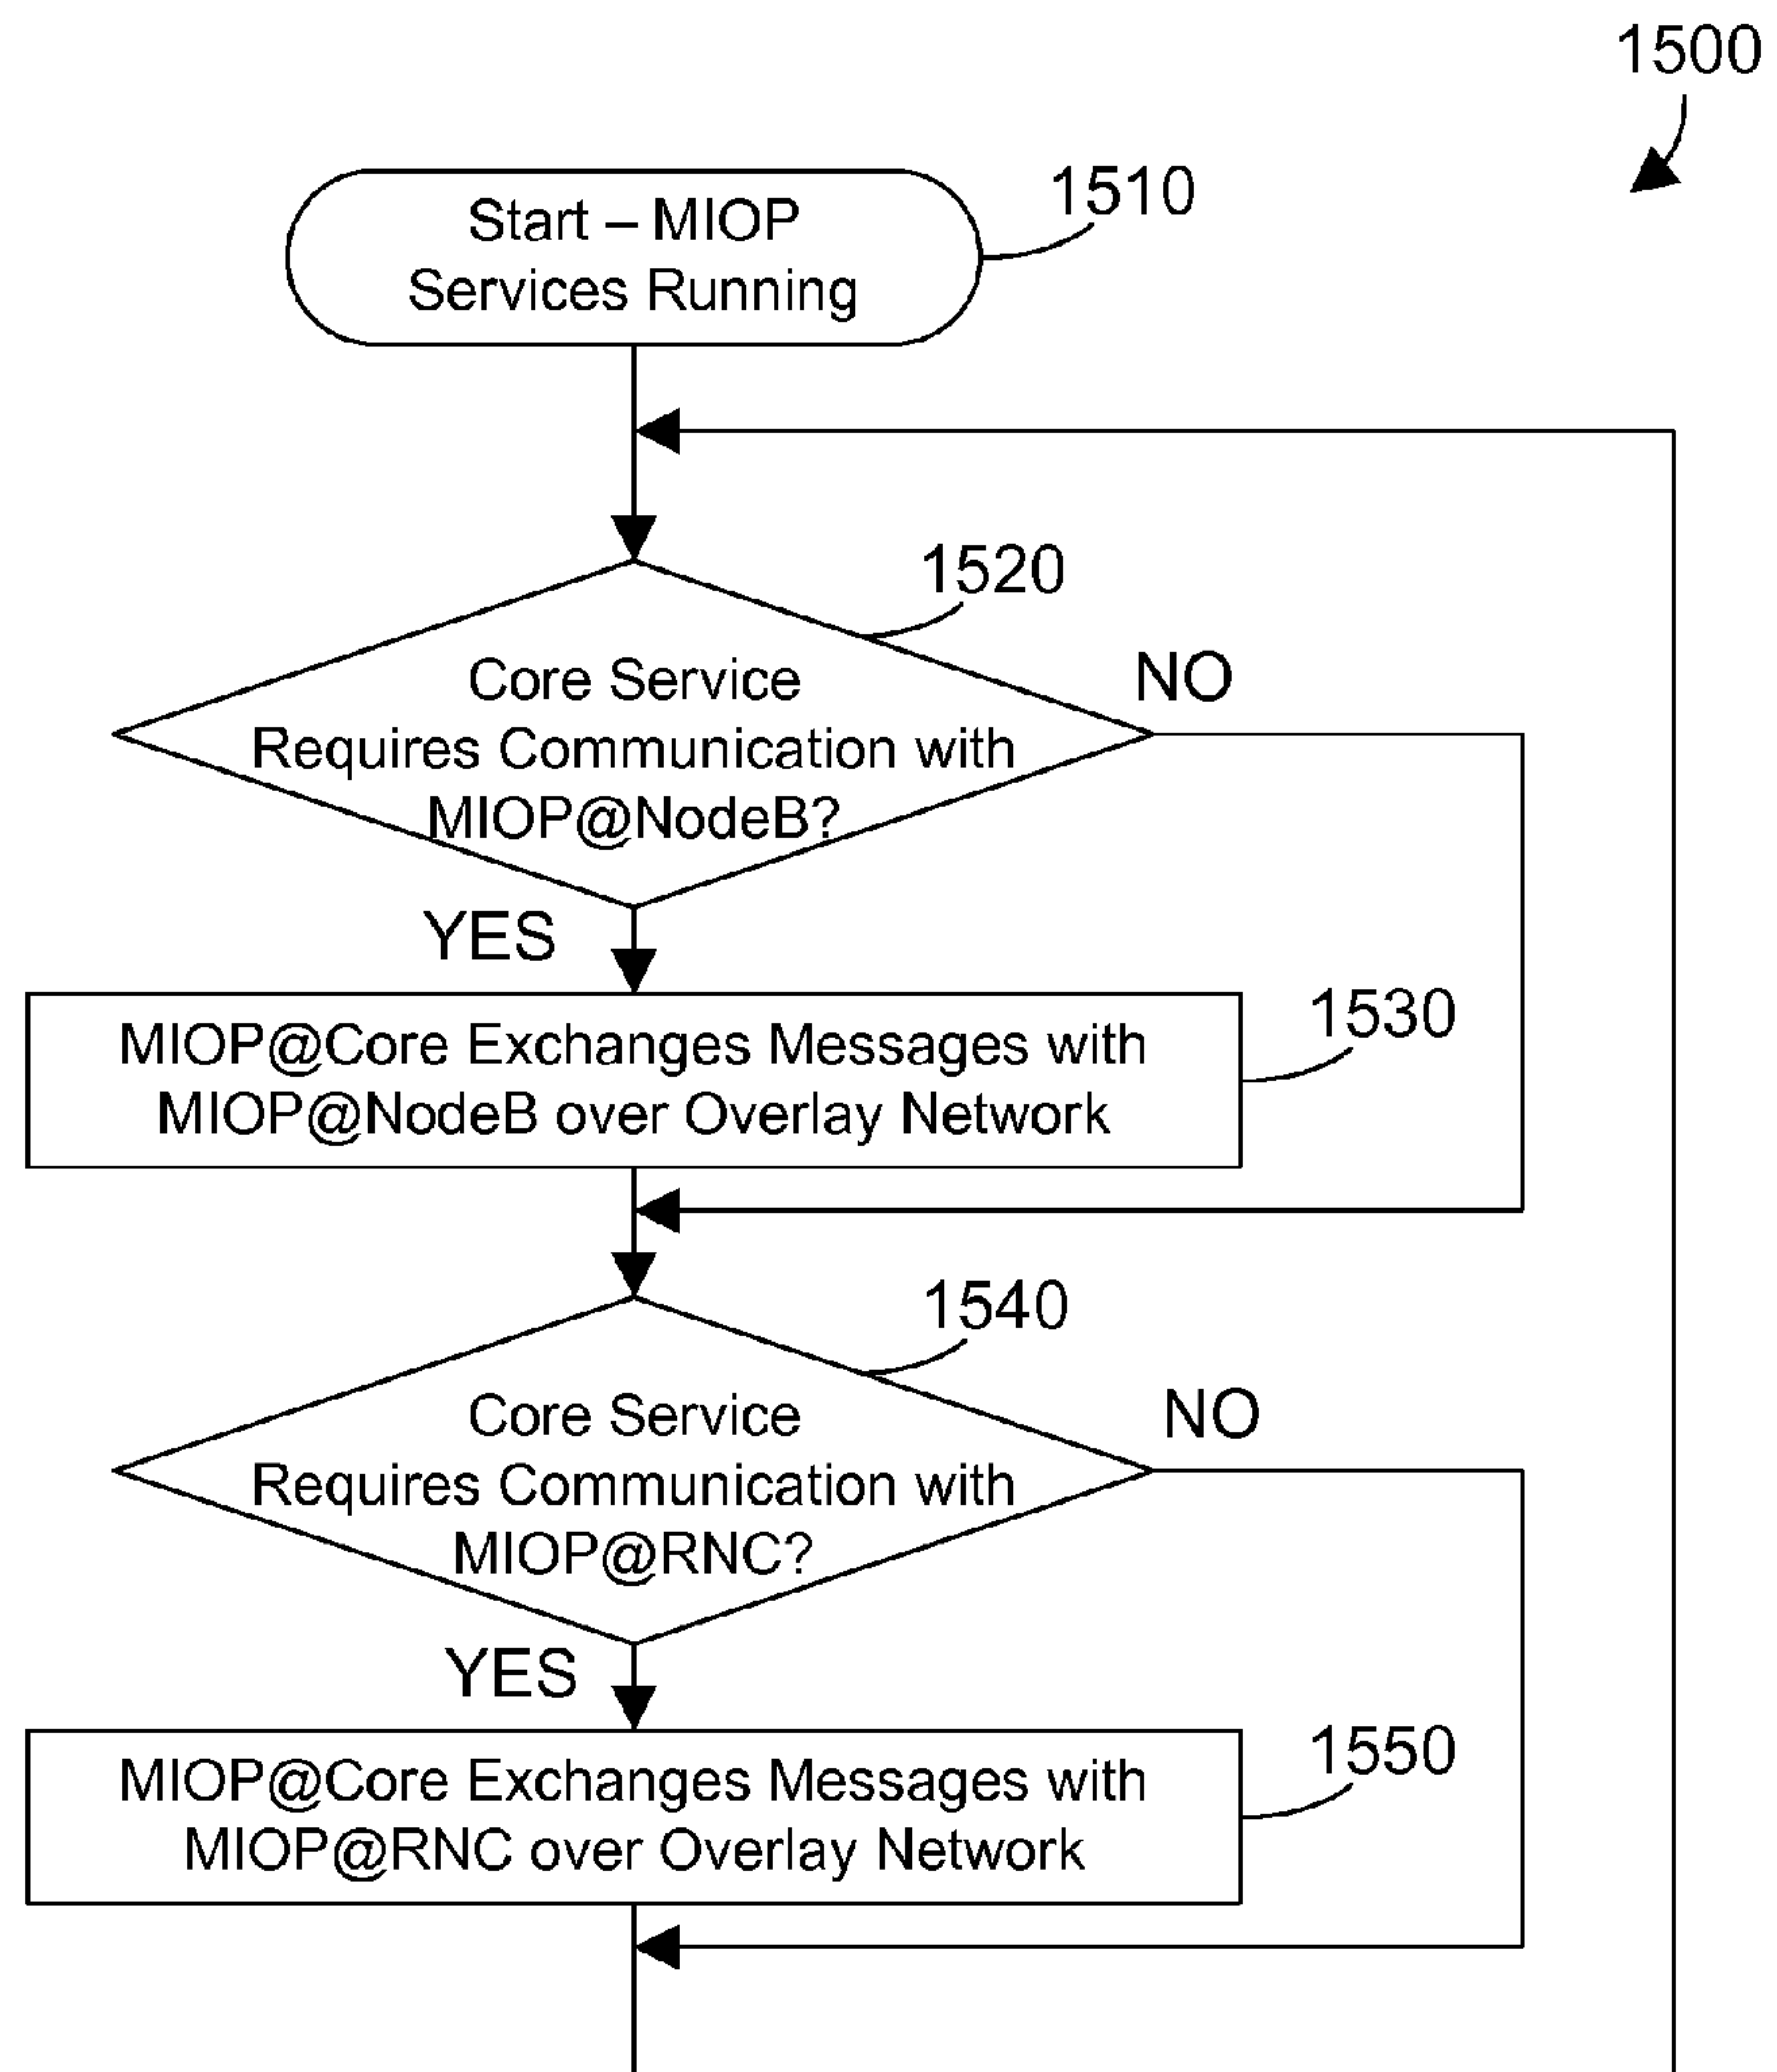 1500
1510
Start – MIOP
Services Running
1520
Core Service
Requires Communication with
MIOP@NodeB?
NO
YES
1530
MIOP@Core Exchanges Messages with
MIOP@NodeB over Overlay Network
1540
Core Service
Requires Communication with
MIOP@RNC?
NO
YES
1550
MIOP@Core Exchanges Messages with
MIOP@RNC over Overlay Network